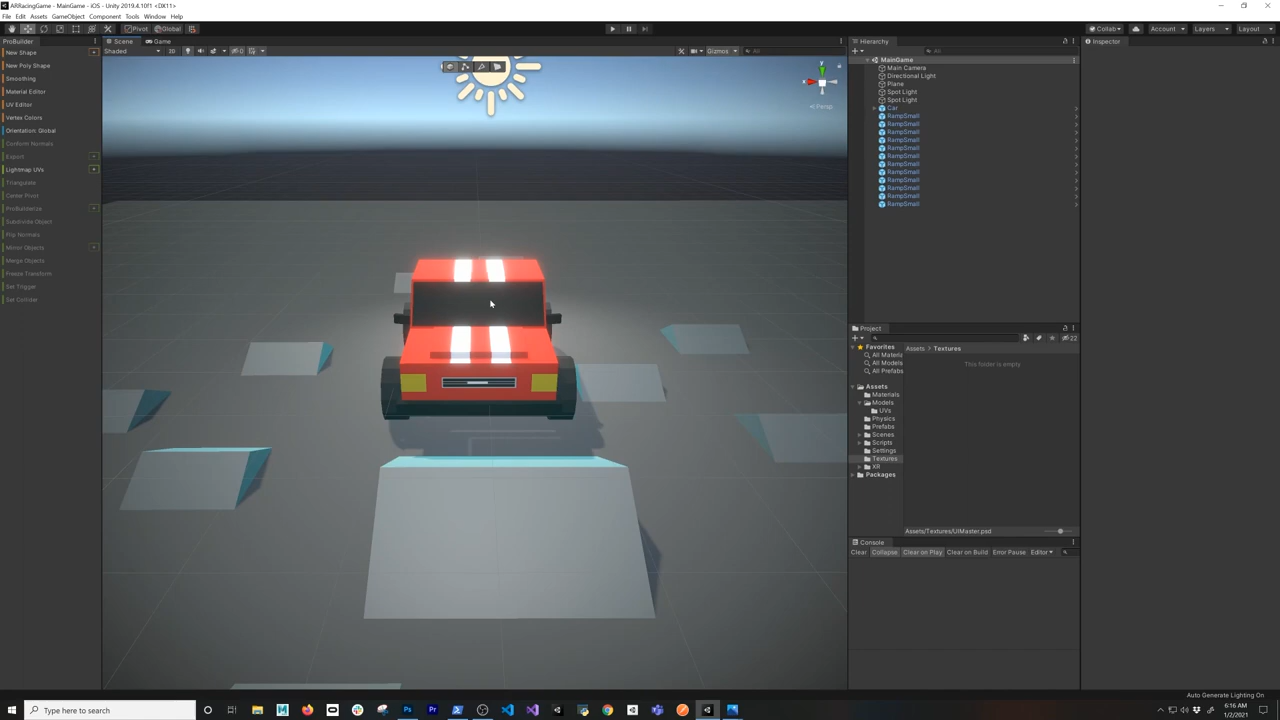 ARRacingGame - MainGame - iOS - Unity 2019.4.10f1 <DX11>
File Edit Assets GameObject Component Tools Window Help
Pivot Global Collab Account Layers Layout
ProBuilder
New Shape
New Poly Shape
Smoothing
Material Editor
UV Editor
Vertex Colors
Orientation: Global
Conform Normals
Export
Lightmap UVs
Triangulate
Center Pivot
ProBuilderize
Subdivide Object
Flip Normals
Mirror Objects
Merge Objects
Freeze Transform
Set Trigger
Set Collider
Scene Game
Shaded 2D 0 Gizmos All
y
x
Persp
Hierarchy
All
MainGame
Main Camera
Directional Light
Plane
Spot Light
Spot Light
Car
RampSmall
RampSmall
RampSmall
RampSmall
RampSmall
RampSmall
RampSmall
RampSmall
RampSmall
RampSmall
RampSmall
RampSmall
Inspector
Project
22
Favorites
All Materia
All Models
All Prefabs
Assets
Materials
Models
UVs
Physics
Prefabs
Scenes
Scripts
Settings
Textures
XR
Packages
Assets > Textures
This folder is empty
Assets/Textures/UIMaster.psd
Console
Clear Collapse Clear on Play Clear on Build Error Pause Editor
Auto Generate Lighting On
Type here to search
6:16 AM
1/2/2021